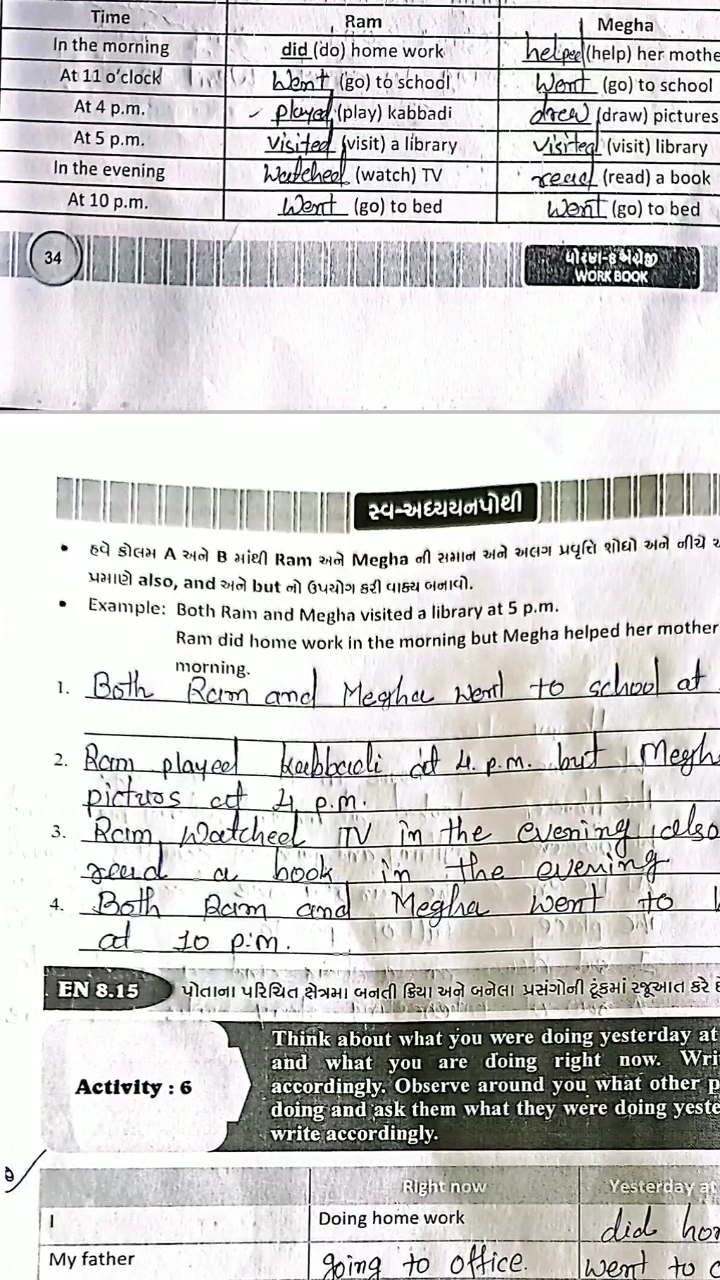 Time Ram Megha
In the morning did (do) home work helped (help) her mothe
At 11 o'clock Went (go) to school Went (go) to school
At 4 p.m. played (play) kabbadi drew (draw) pictures
At 5 p.m. visited (visit) a library visited (visit) library
In the evening Watched (watch) TV read (read) a book
At 10 p.m. Went (go) to bed Went (go) to bed
34
ધોરણ-૮ અંગ્રેજી
WORK BOOK
સ્વ-અધ્યયનપોથી
• હવે કોલમ A અને B માંથી Ram અને Megha ની સમાન અને અલગ પ્રવૃત્તિ શોધો અને નીચે
પ્રમાણે also, and અને but નો ઉપયોગ કરી વાક્ય બનાવો.
• Example: Both Ram and Megha visited a library at 5 p.m.
Ram did home work in the morning but Megha helped her mother
morning.
1. Both Ram and Megha went to school at
2. Ram played kabbadi at 4 p.m. but Megh
pictuos at 4 p.m.
3. Ram Watched TV in the evening also
read a book in the evening
4. Both Ram and Megha went to
at 10 p.m.
EN 8.15 પોતાના પરિચિત ક્ષેત્રમા બનતી ક્રિયા અને બનેલા પ્રસંગોની ટૂંકમાં રજૂઆત કરે છે
Activity : 6
Think about what you were doing yesterday at
and what you are doing right now. Wri
accordingly. Observe around you what other p
doing and ask them what they were doing yeste
write accordingly.
Right now Yesterday at
I Doing home work did ho
My father going to office. went to